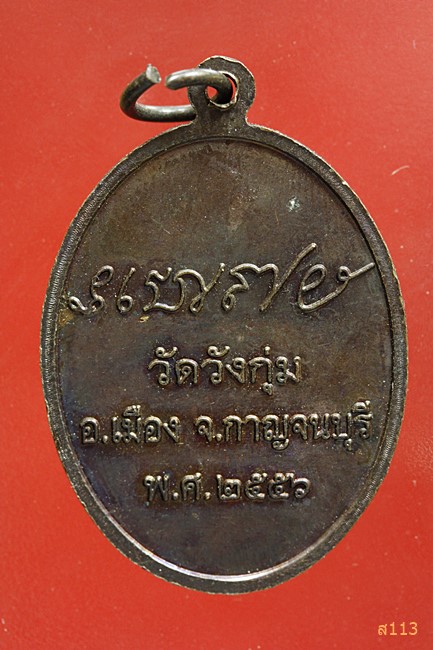 วัดวังกุ่ม
อ.เมือง จ.กาญจนบุรี
พ.ศ.๒๕๕๖
ส113